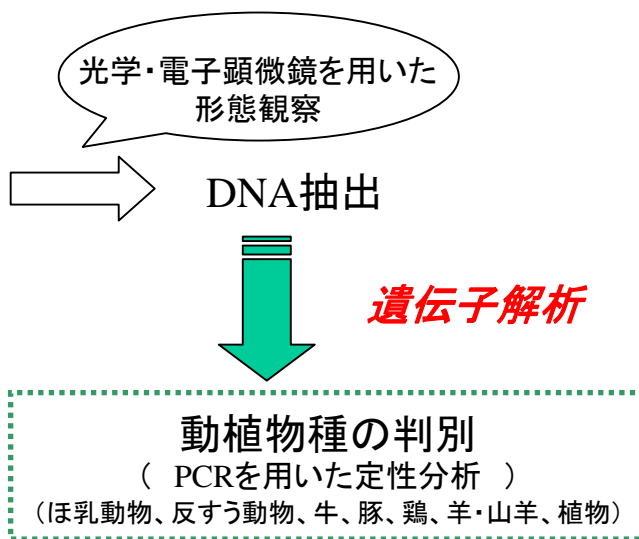 光学・電子顕微鏡を用いた
形態観察
DNA抽出
遺伝子解析
動植物種の判別
（ PCRを用いた定性分析 ）
（ほ乳動物、反すう動物、牛、豚、鶏、羊・山羊、植物）